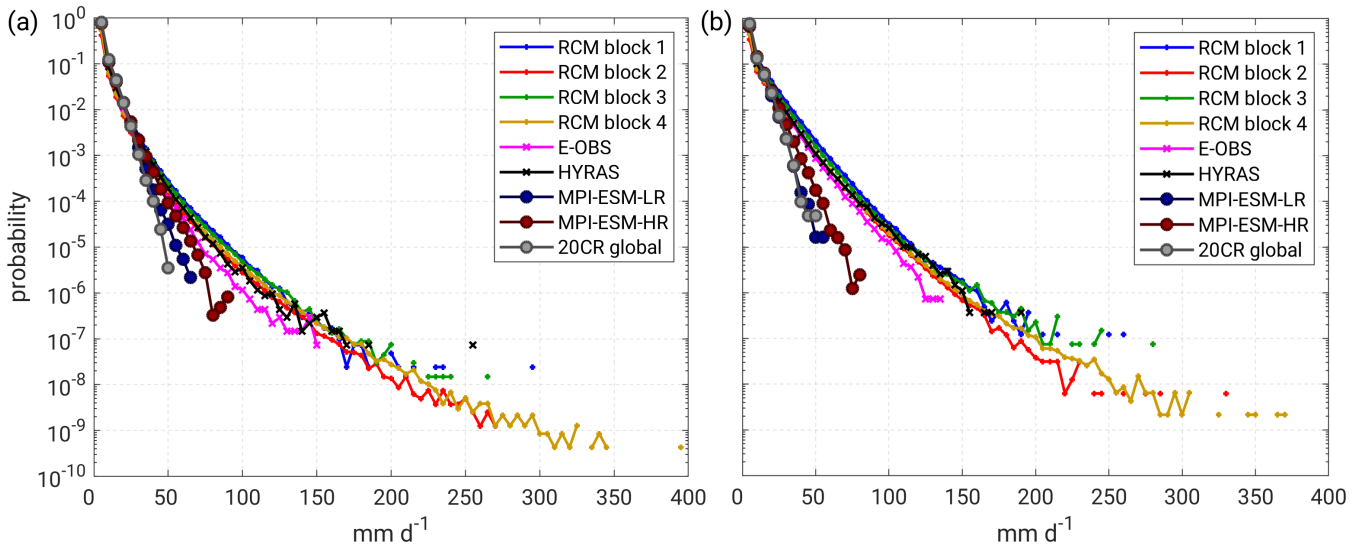 (a)
10^0
10^-1
10^-2
10^-3
10^-4
10^-5
10^-6
10^-7
10^-8
10^-9
10^-10
probability
0 50 100 150 200 250 300 350 400
mm d^-1
RCM block 1
RCM block 2
RCM block 3
RCM block 4
E-OBS
HYRAS
MPI-ESM-LR
MPI-ESM-HR
20CR global
(b)
0 50 100 150 200 250 300 350 400
mm d^-1
RCM block 1
RCM block 2
RCM block 3
RCM block 4
E-OBS
HYRAS
MPI-ESM-LR
MPI-ESM-HR
20CR global